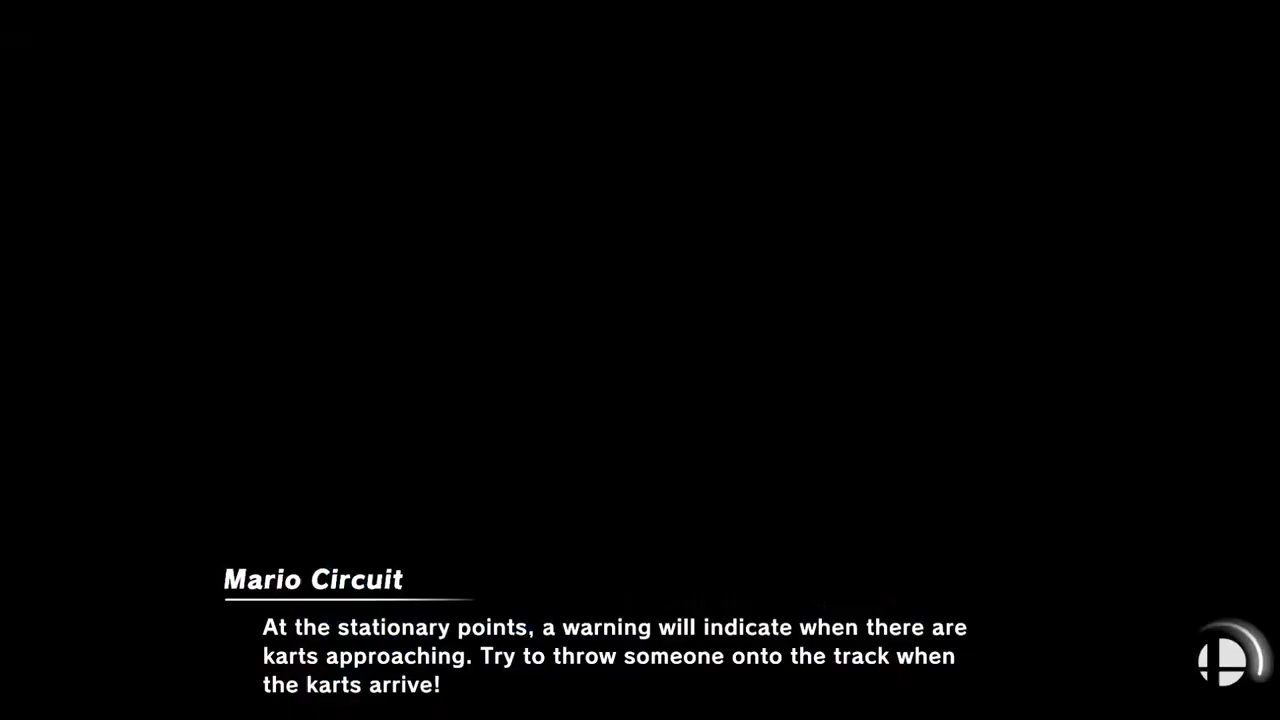 Mario Circuit
At the stationary points, a warning will indicate when there are
karts approaching. Try to throw someone onto the track when
the karts arrive!